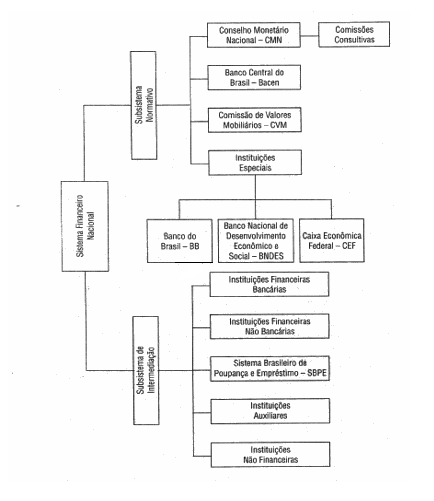 Conselho Monetário
Nacional – CMN
Comissões
Consultivas
Banco Central do
Brasil – Bacen
Subsistema
Normativo
Comissão de Valores
Mobiliários – CVM
Instituições
Especiais
Sistema Financeiro
Nacional
Banco do
Brasil – BB
Banco Nacional de
Desenvolvimento
Econômico e
Social – BNDES
Caixa Econômica
Federal – CEF
Instituições Financeiras
Bancárias
Instituições Financeiras
Não Bancárias
Subsistema de
Intermediação
Sistema Brasileiro de
Poupança e Empréstimo – SBPE
Instituições
Auxiliares
Instituições
Não Financeiras